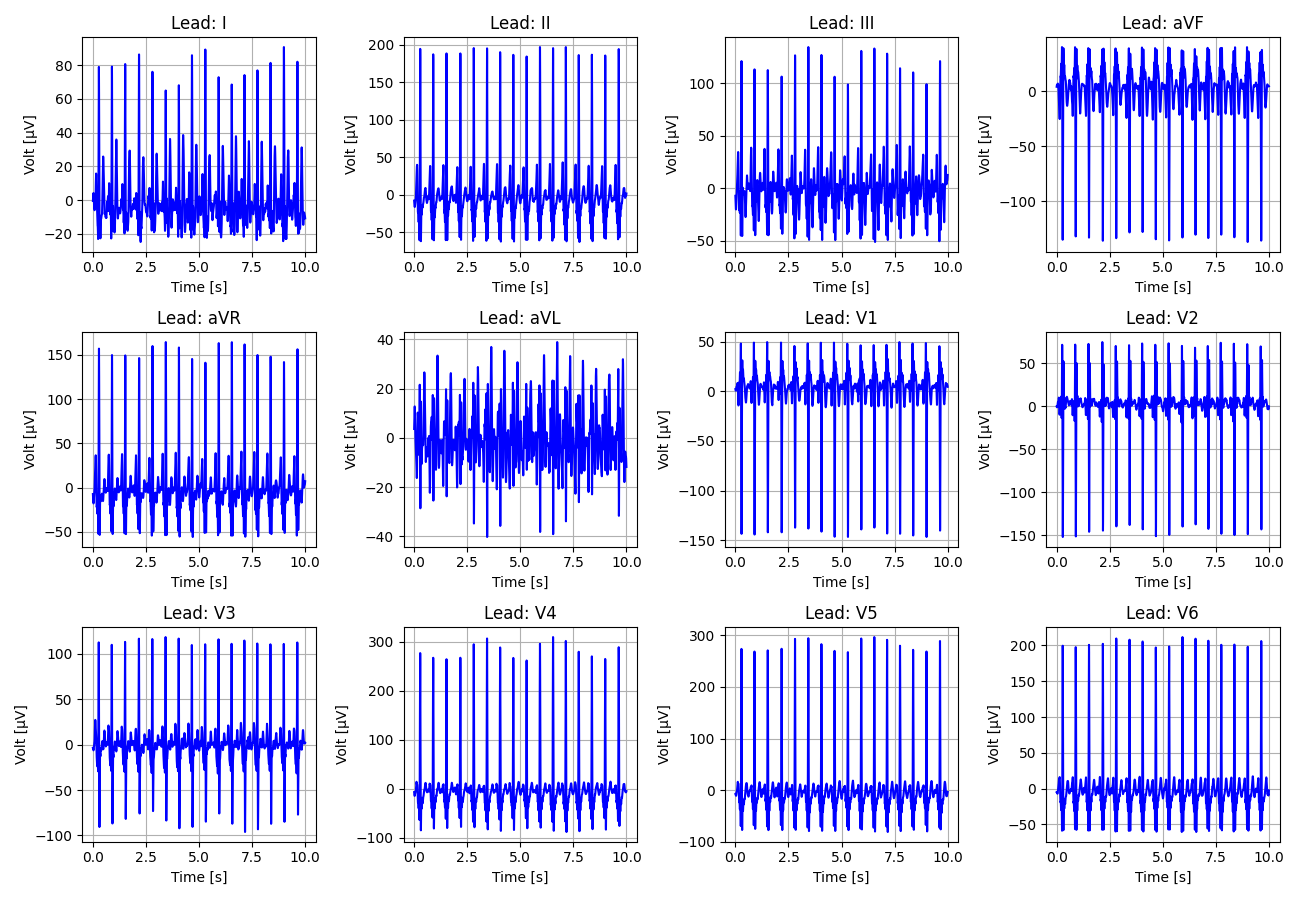 Lead: I
Volt [µV]
80
60
40
20
0
−20
0.0 2.5 5.0 7.5 10.0
Time [s]
Lead: II
Volt [µV]
200
150
100
50
0
−50
0.0 2.5 5.0 7.5 10.0
Time [s]
Lead: III
Volt [µV]
100
50
0
−50
0.0 2.5 5.0 7.5 10.0
Time [s]
Lead: aVF
Volt [µV]
0
−50
−100
0.0 2.5 5.0 7.5 10.0
Time [s]
Lead: aVR
Volt [µV]
150
100
50
0
−50
0.0 2.5 5.0 7.5 10.0
Time [s]
Lead: aVL
Volt [µV]
40
20
0
−20
−40
0.0 2.5 5.0 7.5 10.0
Time [s]
Lead: V1
Volt [µV]
50
0
−50
−100
−150
0.0 2.5 5.0 7.5 10.0
Time [s]
Lead: V2
Volt [µV]
50
0
−50
−100
−150
0.0 2.5 5.0 7.5 10.0
Time [s]
Lead: V3
Volt [µV]
100
50
0
−50
−100
0.0 2.5 5.0 7.5 10.0
Time [s]
Lead: V4
Volt [µV]
300
200
100
0
−100
0.0 2.5 5.0 7.5 10.0
Time [s]
Lead: V5
Volt [µV]
300
200
100
0
−100
0.0 2.5 5.0 7.5 10.0
Time [s]
Lead: V6
Volt [µV]
200
150
100
50
0
−50
0.0 2.5 5.0 7.5 10.0
Time [s]